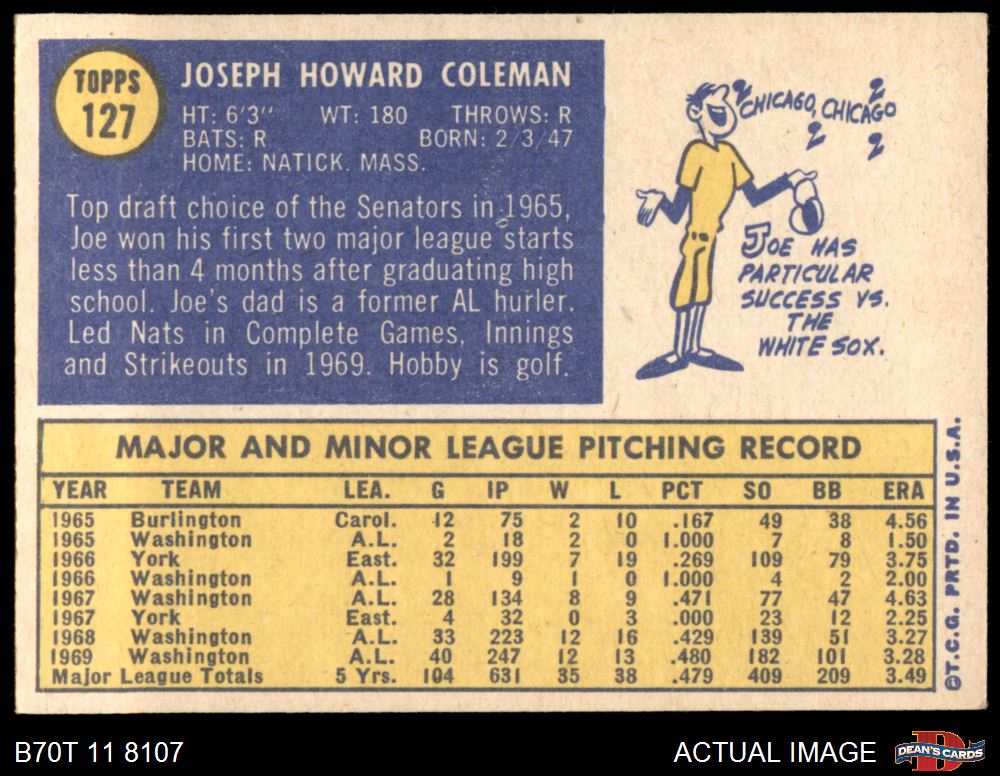 TOPPS
127
JOSEPH HOWARD COLEMAN
HT: 6'3" WT: 180 THROWS: R
BATS: R BORN: 2/3/47
HOME: NATICK. MASS.
Top draft choice of the Senators in 1965,
Joe won his first two major league starts
less than 4 months after graduating high
school. Joe's dad is a former AL hurler.
Led Nats in Complete Games, Innings
and Strikeouts in 1969. Hobby is golf.
CHICAGO, CHICAGO
JOE HAS
PARTICULAR
SUCCESS VS.
THE
WHITE SOX.
MAJOR AND MINOR LEAGUE PITCHING RECORD
YEAR TEAM LEA. G IP W L PCT SO BB ERA
1965 Burlington Carol. 12 75 2 10 .167 49 38 4.56
1965 Washington A.L. 2 18 2 0 1.000 7 8 1.50
1966 York East. 32 199 7 19 .269 109 79 3.75
1966 Washington A.L. 1 9 1 0 1.000 4 2 2.00
1967 Washington A.L. 28 134 8 9 .471 77 47 4.63
1967 York East. 4 32 0 3 .000 23 12 2.25
1968 Washington A.L. 33 223 12 16 .429 139 51 3.27
1969 Washington A.L. 40 247 12 13 .480 182 101 3.28
Major League Totals 5 Yrs. 104 631 35 38 .479 409 209 3.49
©T.C.G. PRTD. IN U.S.A.
B70T 11 8107
ACTUAL IMAGE
DEAN'S CARDS